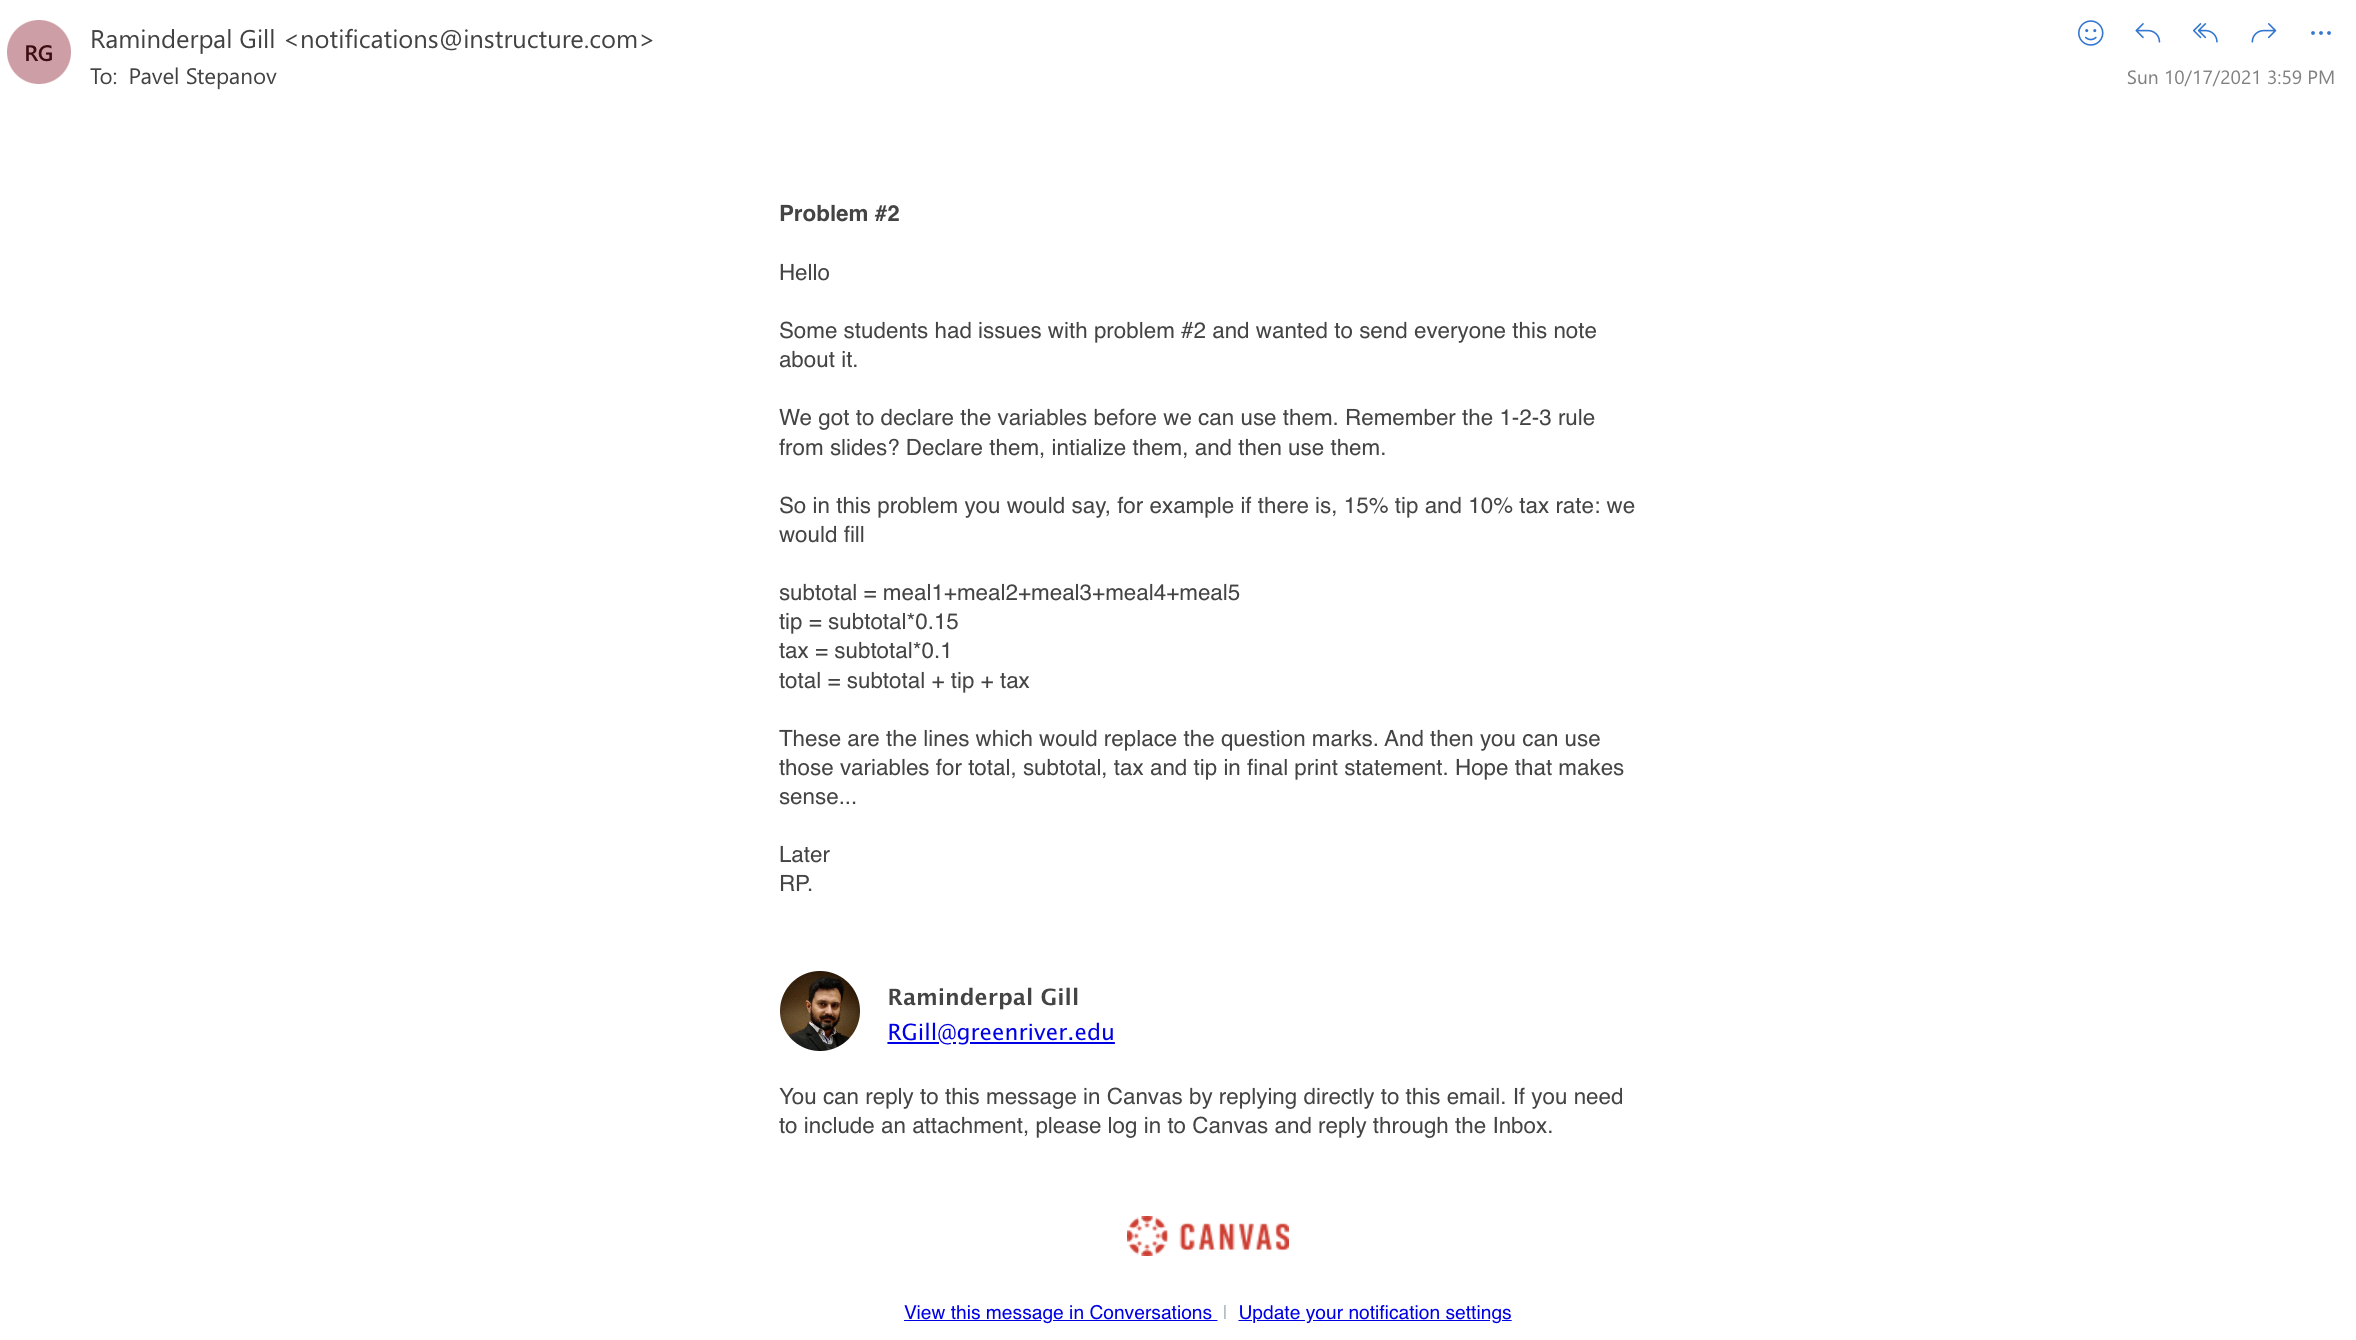 RG
Raminderpal Gill <notifications@instructure.com>
To: Pavel Stepanov
Sun 10/17/2021 3:59 PM
Problem #2
Hello
Some students had issues with problem #2 and wanted to send everyone this note
about it.
We got to declare the variables before we can use them. Remember the 1-2-3 rule
from slides? Declare them, intialize them, and then use them.
So in this problem you would say, for example if there is, 15% tip and 10% tax rate: we
would fill
subtotal = meal1+meal2+meal3+meal4+meal5
tip = subtotal*0.15
tax = subtotal*0.1
total = subtotal + tip + tax
These are the lines which would replace the question marks. And then you can use
those variables for total, subtotal, tax and tip in final print statement. Hope that makes
sense...
Later
RP.
Raminderpal Gill
RGill@greenriver.edu
You can reply to this message in Canvas by replying directly to this email. If you need
to include an attachment, please log in to Canvas and reply through the Inbox.
CANVAS
View this message in Conversations | Update your notification settings